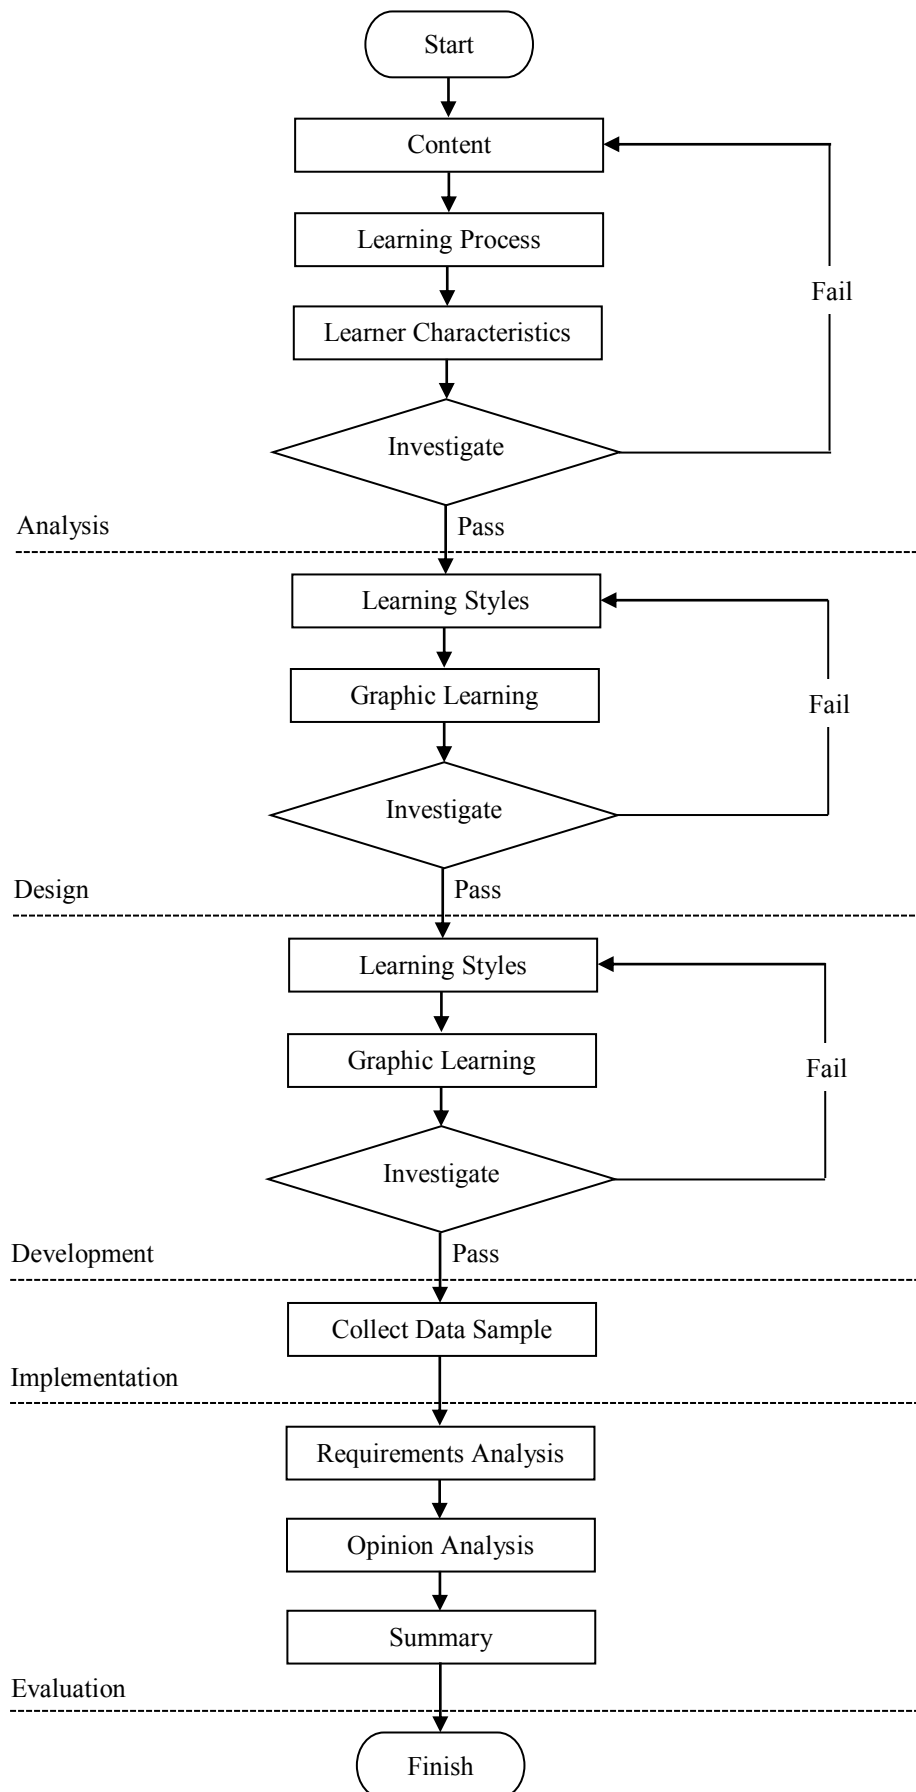 Start
Content
Learning Process
Fail
Learner Characteristics
Investigate
Analysis
Pass
Learning Styles
Graphic Learning
Fail
Investigate
Design
Pass
Learning Styles
Graphic Learning
Fail
Investigate
Development
Pass
Collect Data Sample
Implementation
Requirements Analysis
Opinion Analysis
Summary
Evaluation
Finish